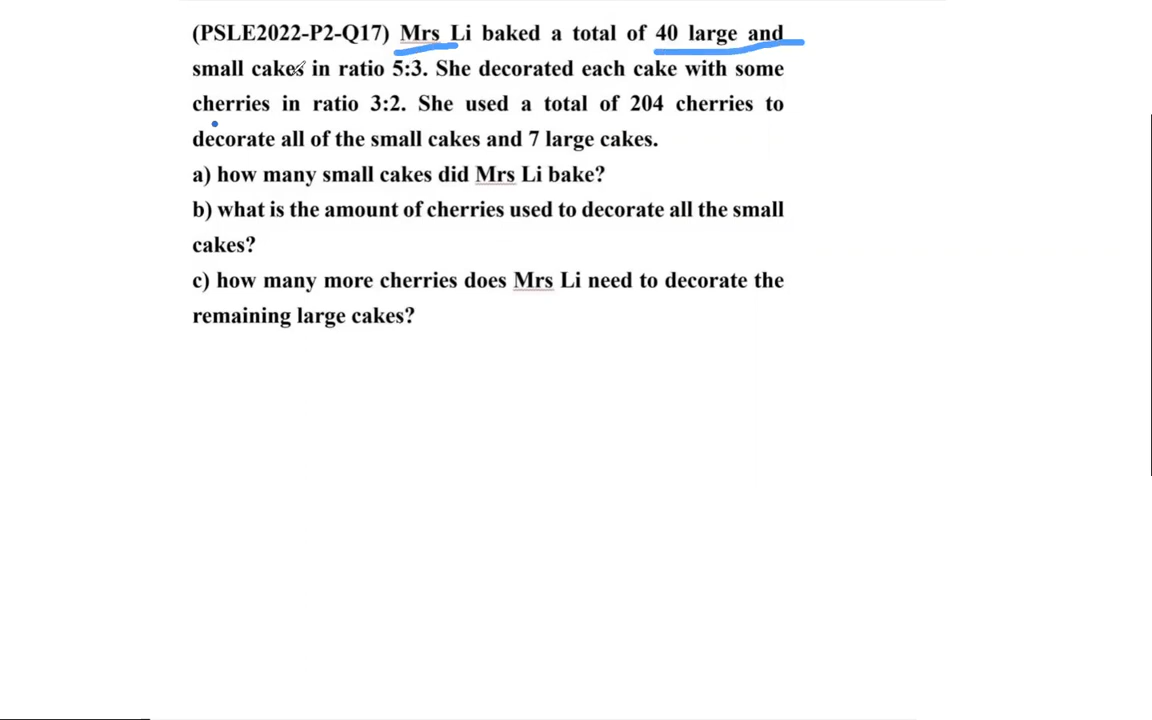 (PSLE2022-P2-Q17) Mrs Li baked a total of 40 large and
small cakes in ratio 5:3. She decorated each cake with some
cherries in ratio 3:2. She used a total of 204 cherries to
decorate all of the small cakes and 7 large cakes.
a) how many small cakes did Mrs Li bake?
b) what is the amount of cherries used to decorate all the small
cakes?
c) how many more cherries does Mrs Li need to decorate the
remaining large cakes?